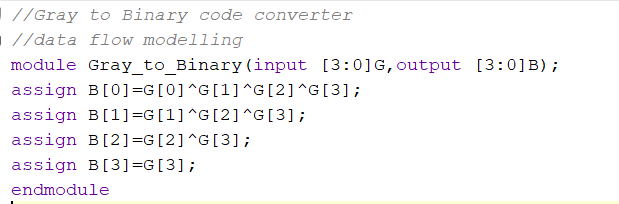 //Gray to Binary code converter
//data flow modelling
module Gray_to_Binary(input [3:0]G,output [3:0]B);
assign B[0]=G[0]^G[1]^G[2]^G[3];
assign B[1]=G[1]^G[2]^G[3];
assign B[2]=G[2]^G[3];
assign B[3]=G[3];
endmodule